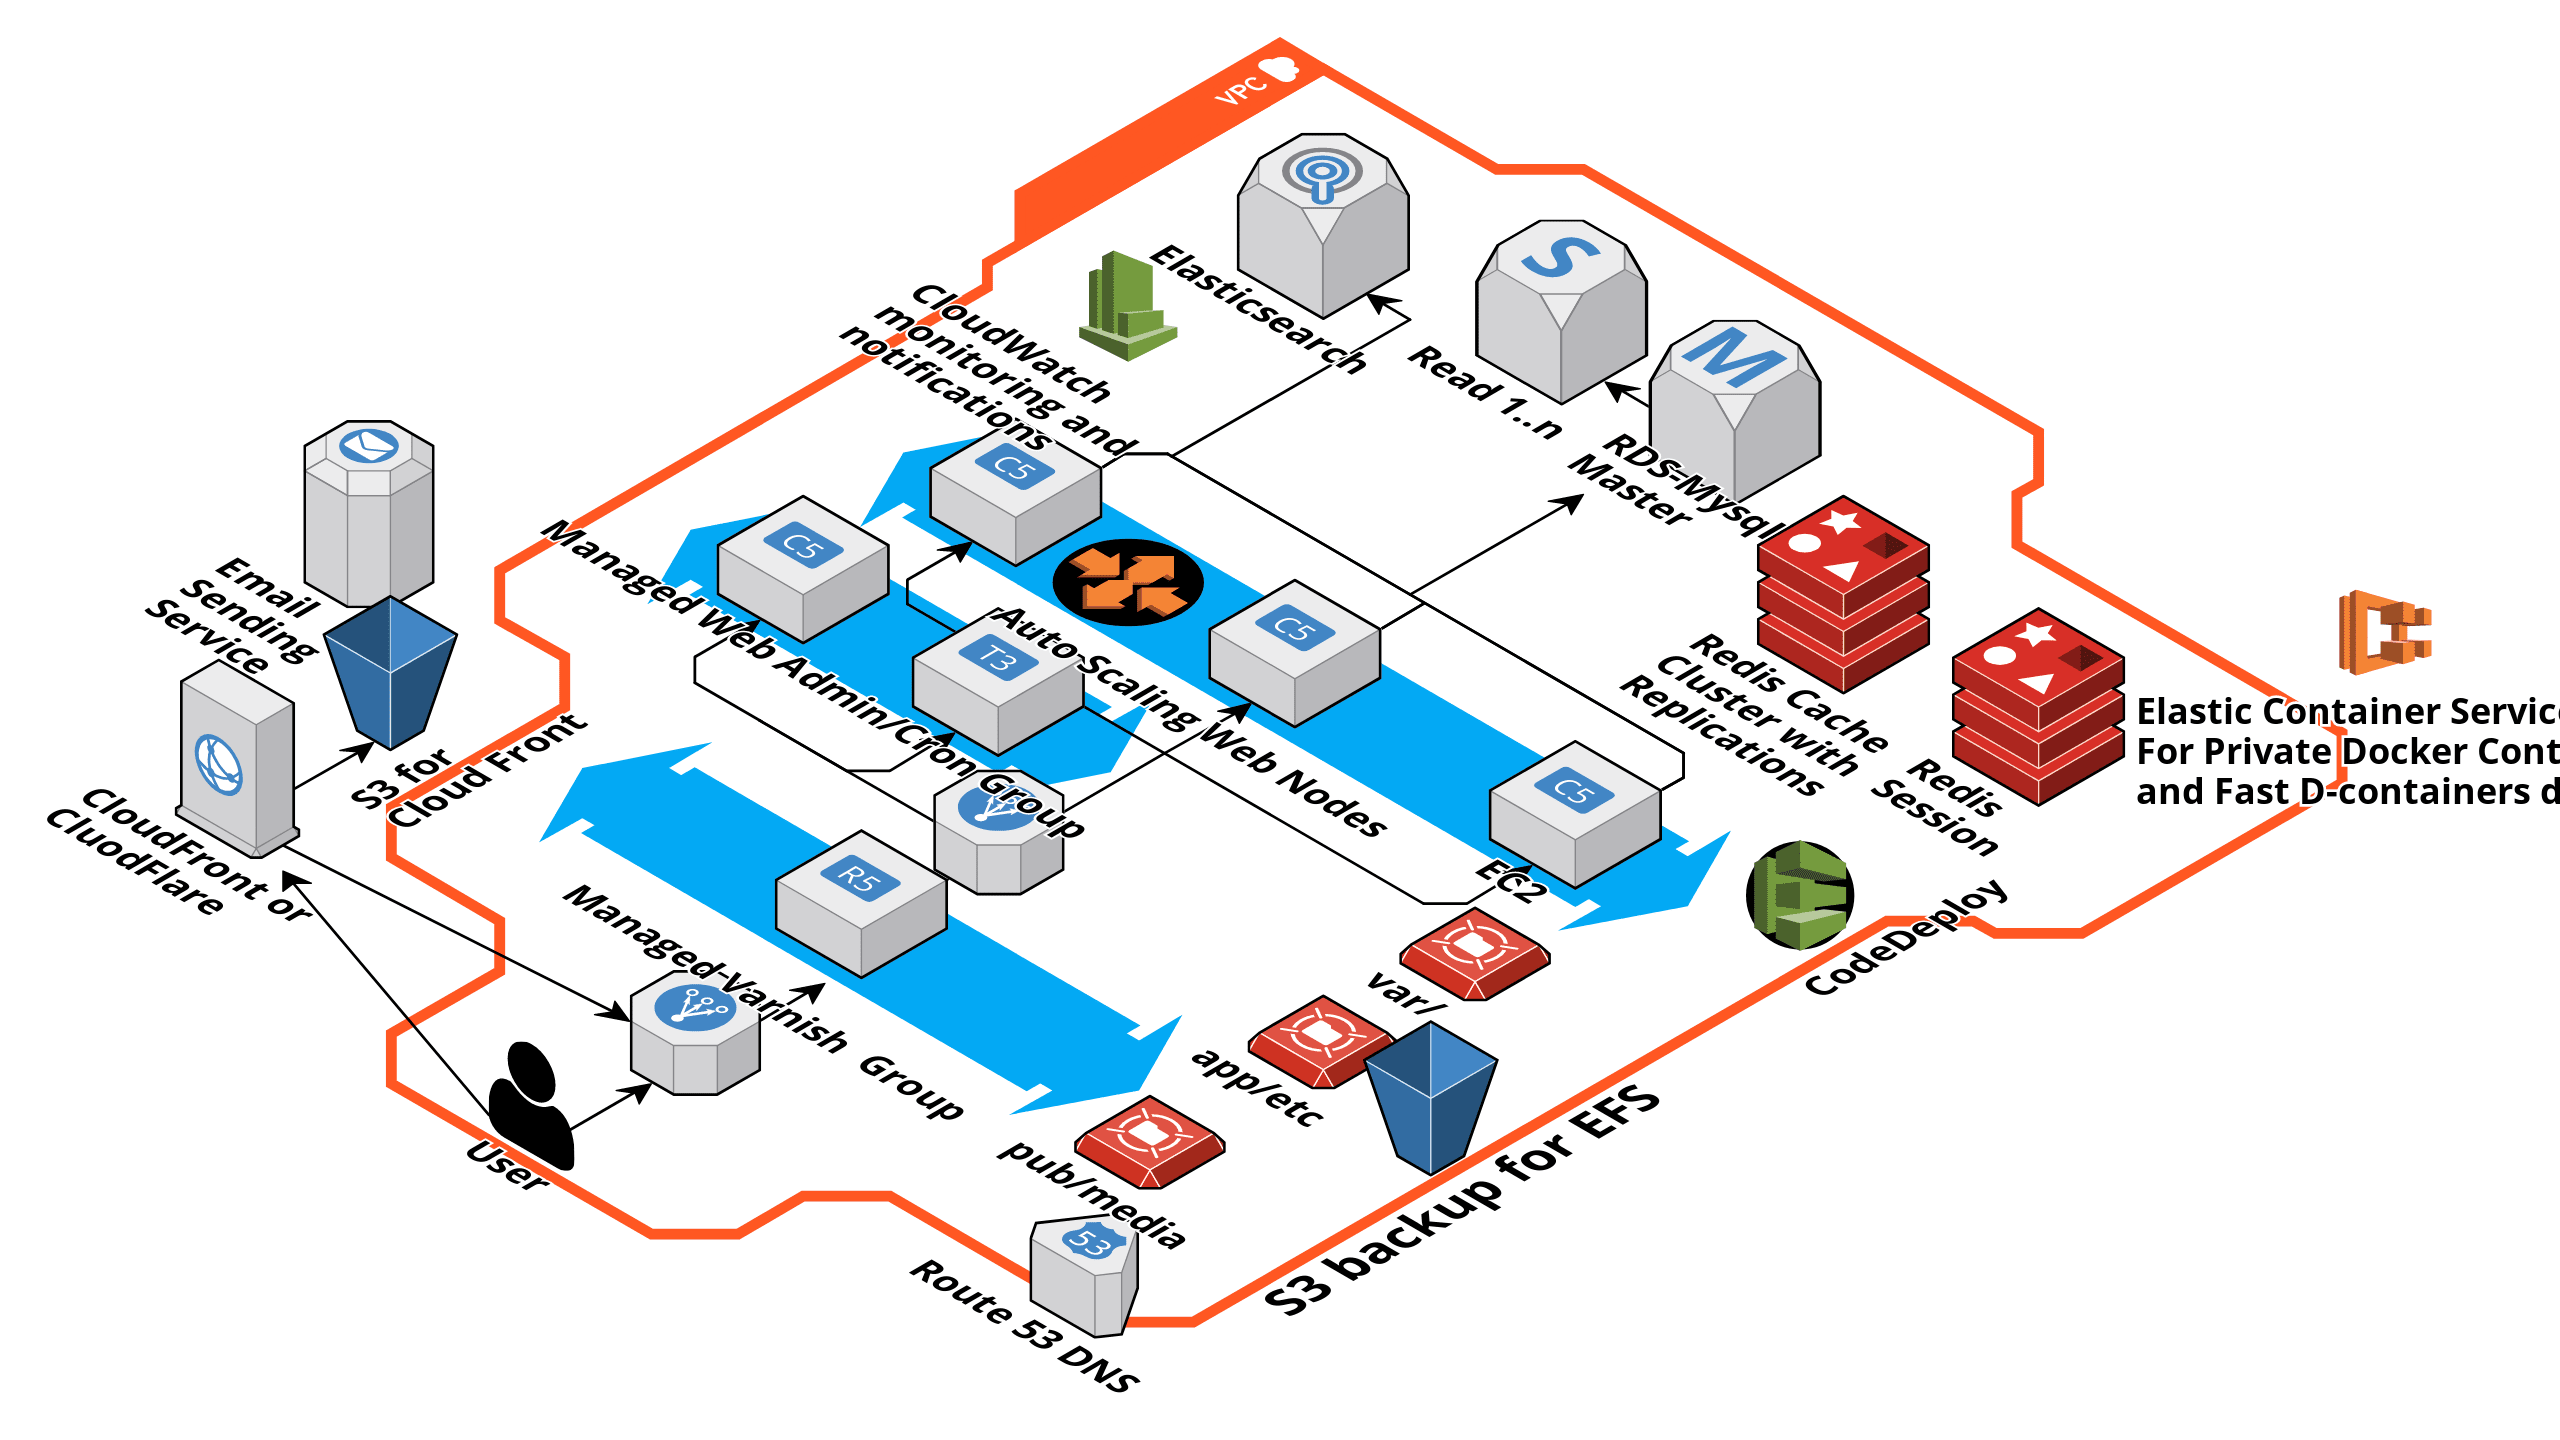 VPC
Elasticsearch
S
Read 1..n
M
RDS-Mysql
Master
CloudWatch
monitoring and
notifications
C5
C5
T3
C5
C5
R5
Managed Web Admin/Cron Group
Auto Scaling Web Nodes
Email
Sending
Service
S3 for
Cloud Front
CloudFront or
CluodFlare
Redis Cache
Cluster with
Replications
Redis
Session
Elastic Container Service
For Private Docker Cont
and Fast D-containers d
EC2
CodeDeploy
Managed-Varnish Group
var/
app/etc
pub/media
User
53
Route 53 DNS
S3 backup for EFS